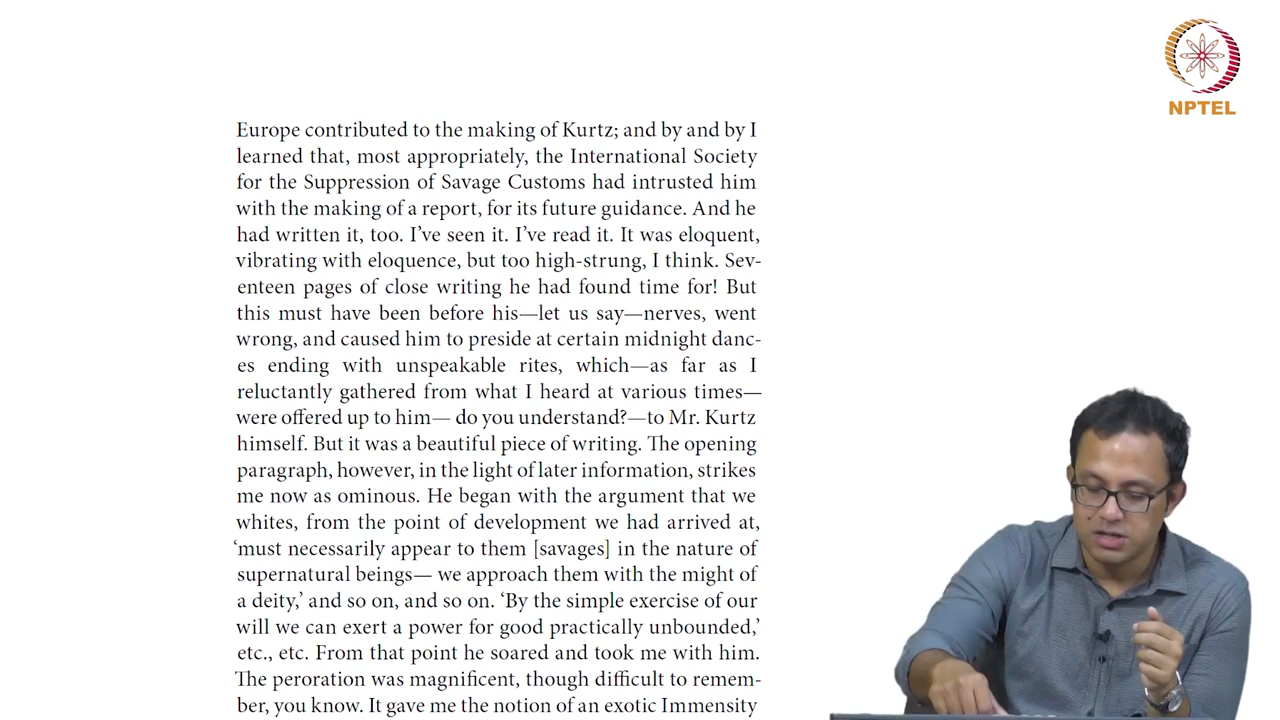 NPTEL
Europe contributed to the making of Kurtz; and by and by I
learned that, most appropriately, the International Society
for the Suppression of Savage Customs had intrusted him
with the making of a report, for its future guidance. And he
had written it, too. I've seen it. I've read it. It was eloquent,
vibrating with eloquence, but too high-strung, I think. Sev-
enteen pages of close writing he had found time for! But
this must have been before his—let us say—nerves, went
wrong, and caused him to preside at certain midnight danc-
es ending with unspeakable rites, which—as far as I
reluctantly gathered from what I heard at various times—
were offered up to him— do you understand?—to Mr. Kurtz
himself. But it was a beautiful piece of writing. The opening
paragraph, however, in the light of later information, strikes
me now as ominous. He began with the argument that we
whites, from the point of development we had arrived at,
'must necessarily appear to them [savages] in the nature of
supernatural beings— we approach them with the might of
a deity,' and so on, and so on. 'By the simple exercise of our
will we can exert a power for good practically unbounded,'
etc., etc. From that point he soared and took me with him.
The peroration was magnificent, though difficult to remem-
ber, you know. It gave me the notion of an exotic Immensity